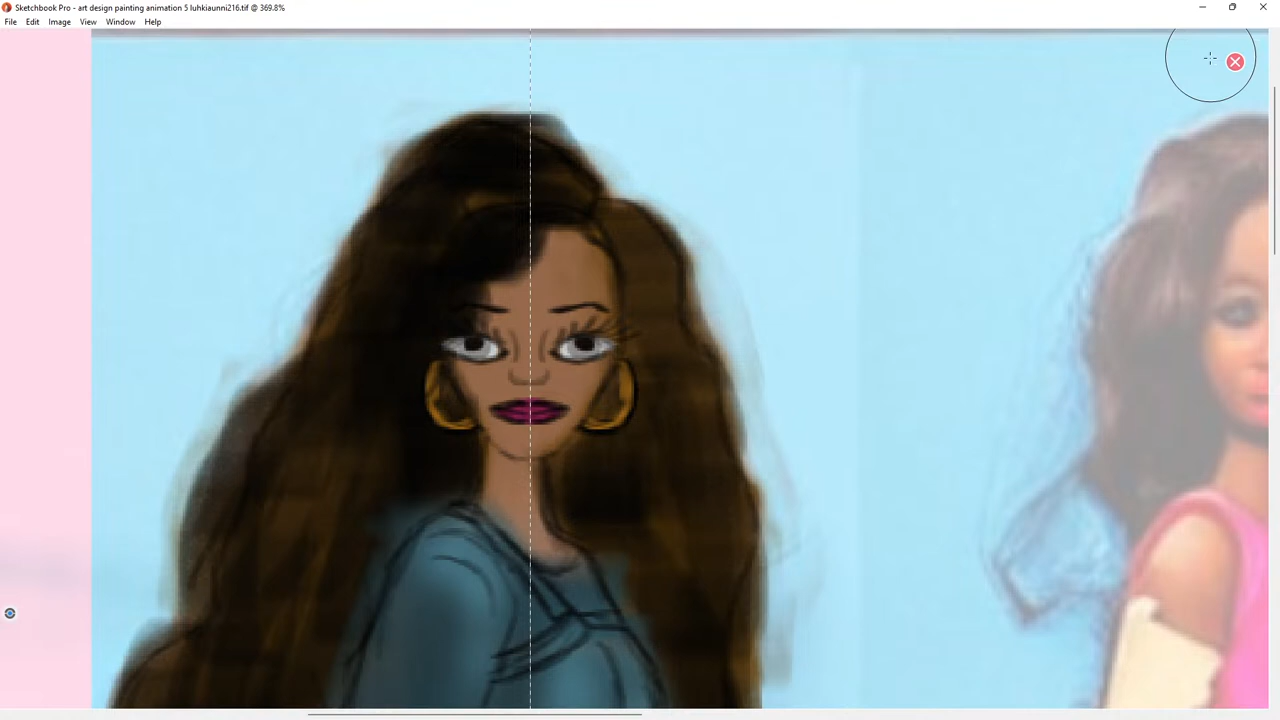 Sketchbook Pro - art design painting animation 5 luhkiaunni216.tif @ 369.8%
File Edit Image View Window Help